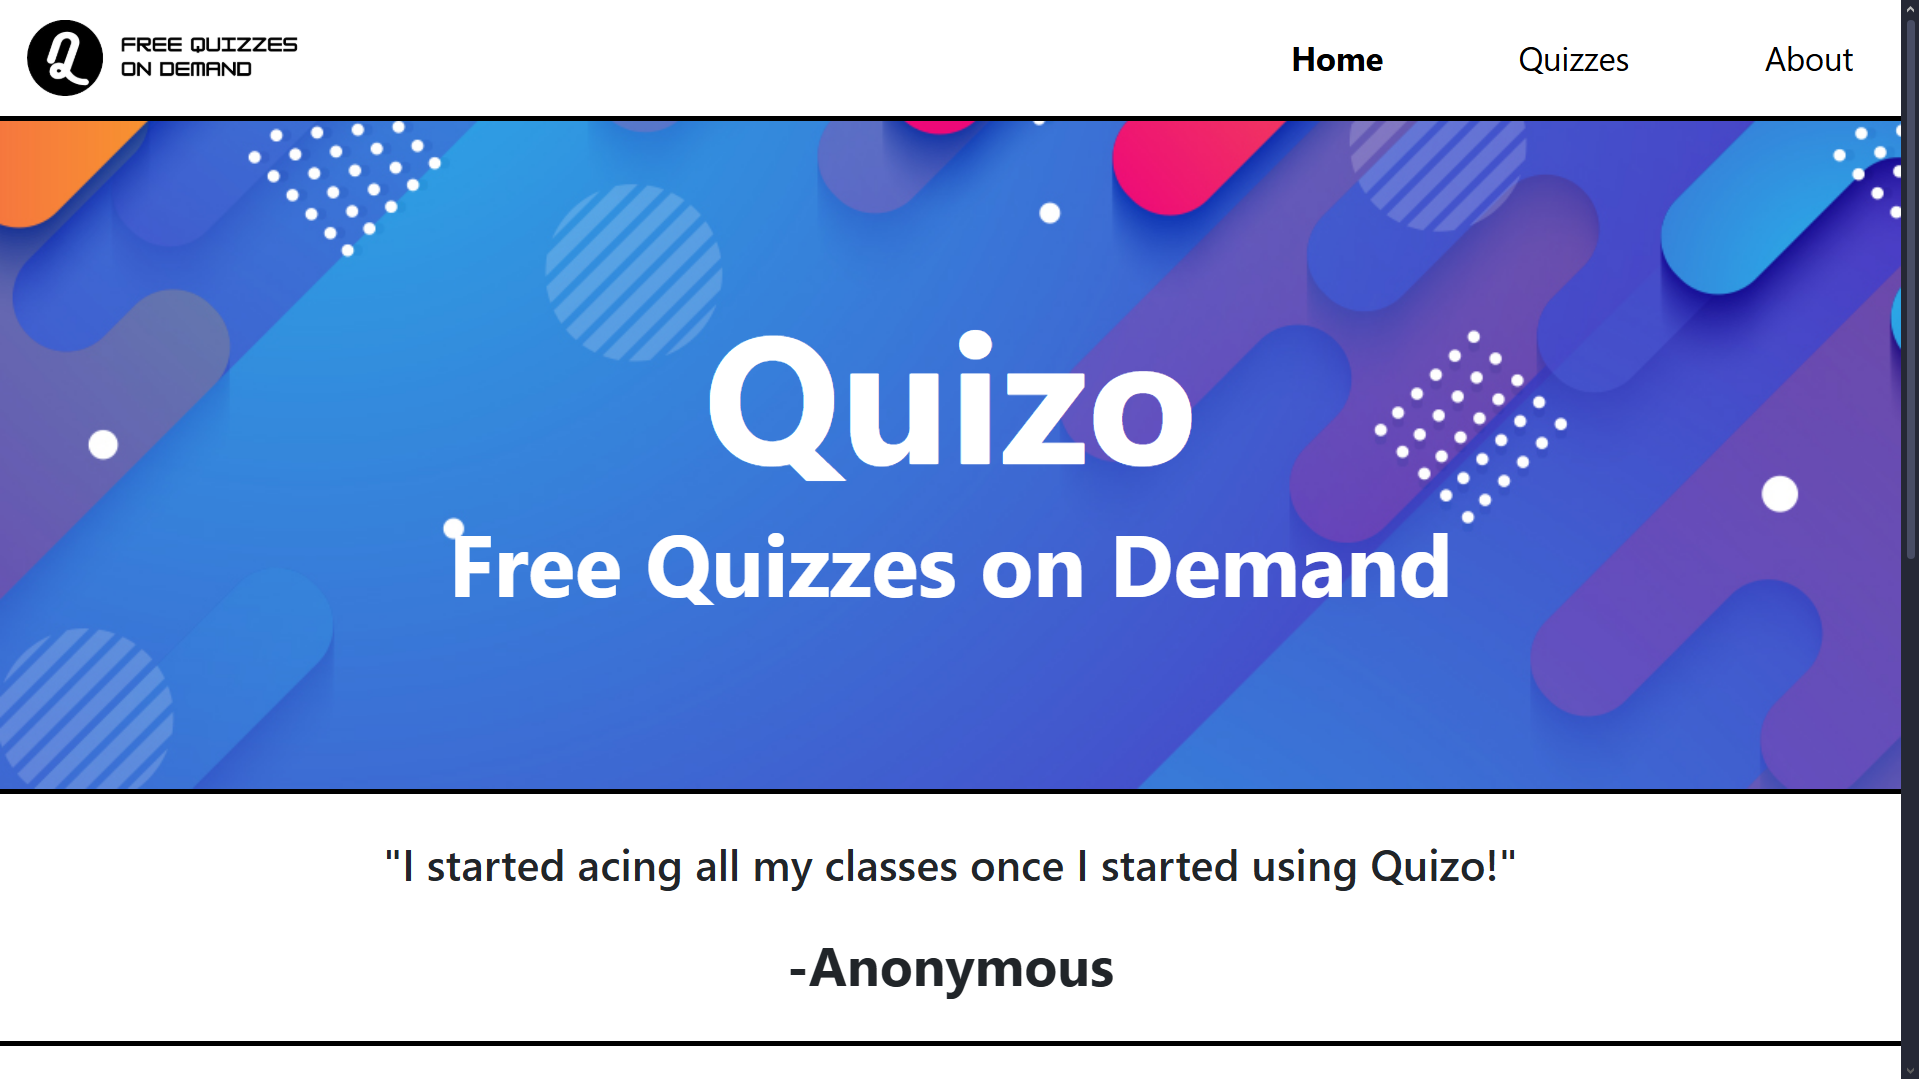 FREE QUIZZES
ON DEMAND
Home Quizzes About
Quizo
Free Quizzes on Demand
"I started acing all my classes once I started using Quizo!"
-Anonymous